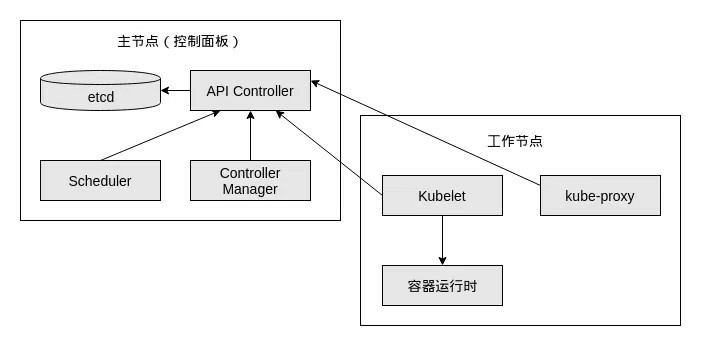 主节点（控制面板）
etcd
API Controller
Scheduler
Controller
Manager
工作节点
Kubelet
kube-proxy
容器运行时